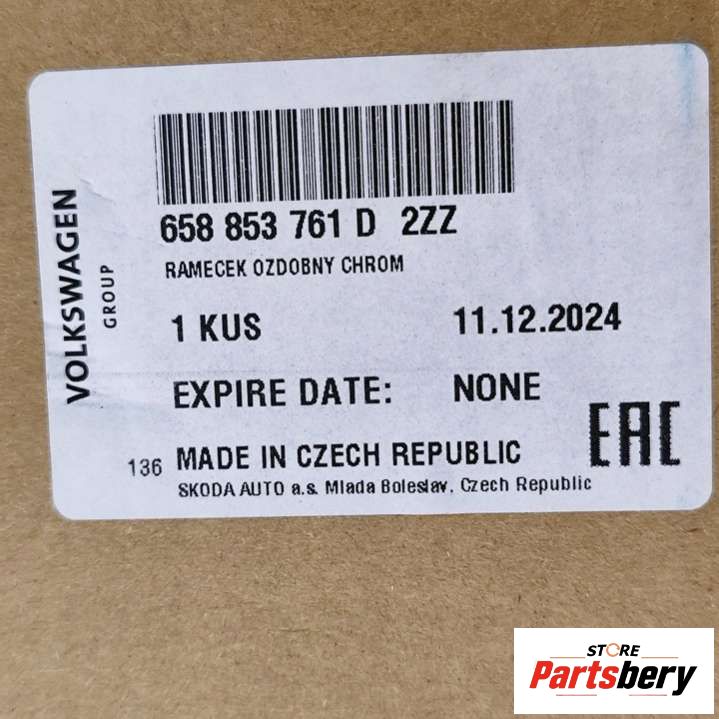 VOLKSWAGEN
GROUP
658 853 761 D 2ZZ
RAMECEK OZDOBNY CHROM
1 KUS 11.12.2024
EXPIRE DATE: NONE
136 MADE IN CZECH REPUBLIC
EAC
SKODA AUTO a.s. Mlada Boleslav, Czech Republic
STORE
Partsbery